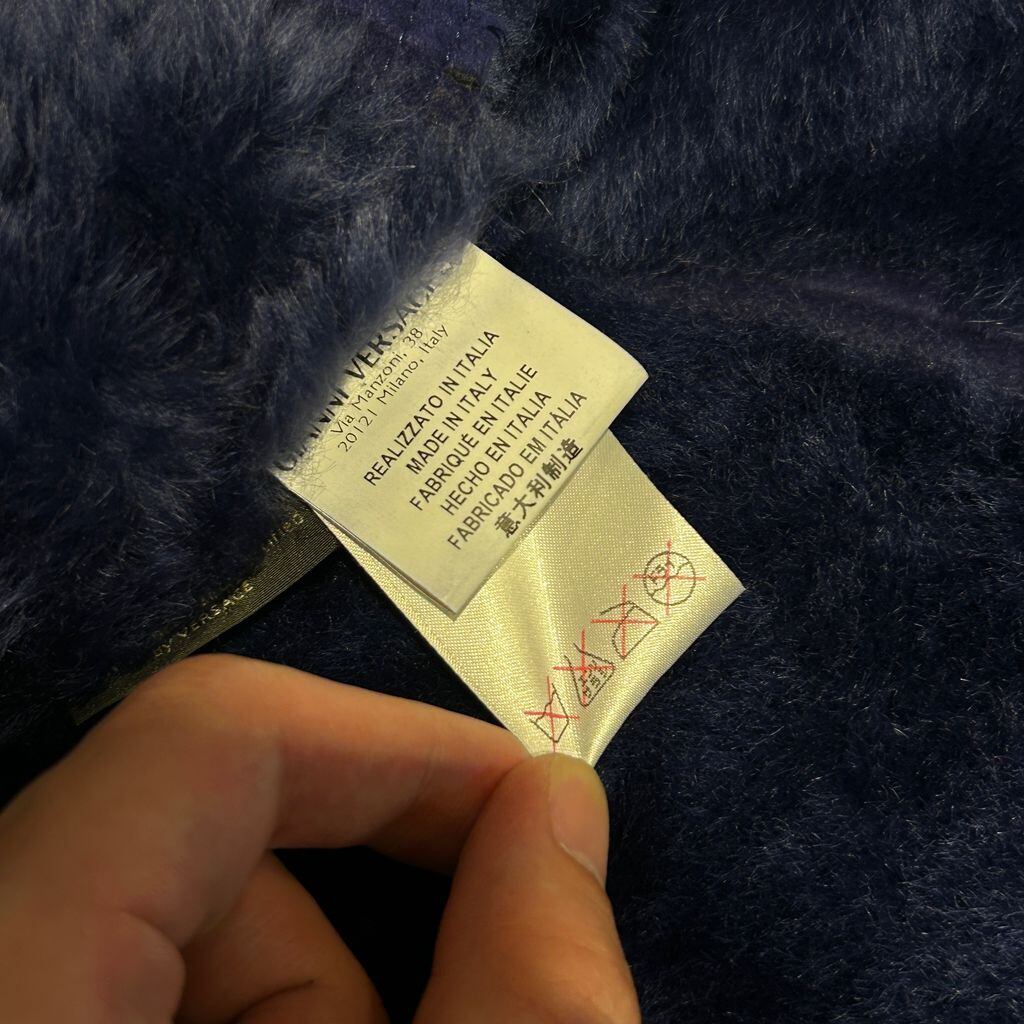 VERSACE
Via Manzoni, 38
20121 Milano, Italy
REALIZZATO IN ITALIA
MADE IN ITALY
FABRIQUÉ EN ITALIE
HECHO EN ITALIA
FABRICADO EM ITÁLIA
意大利制造
VERSACE